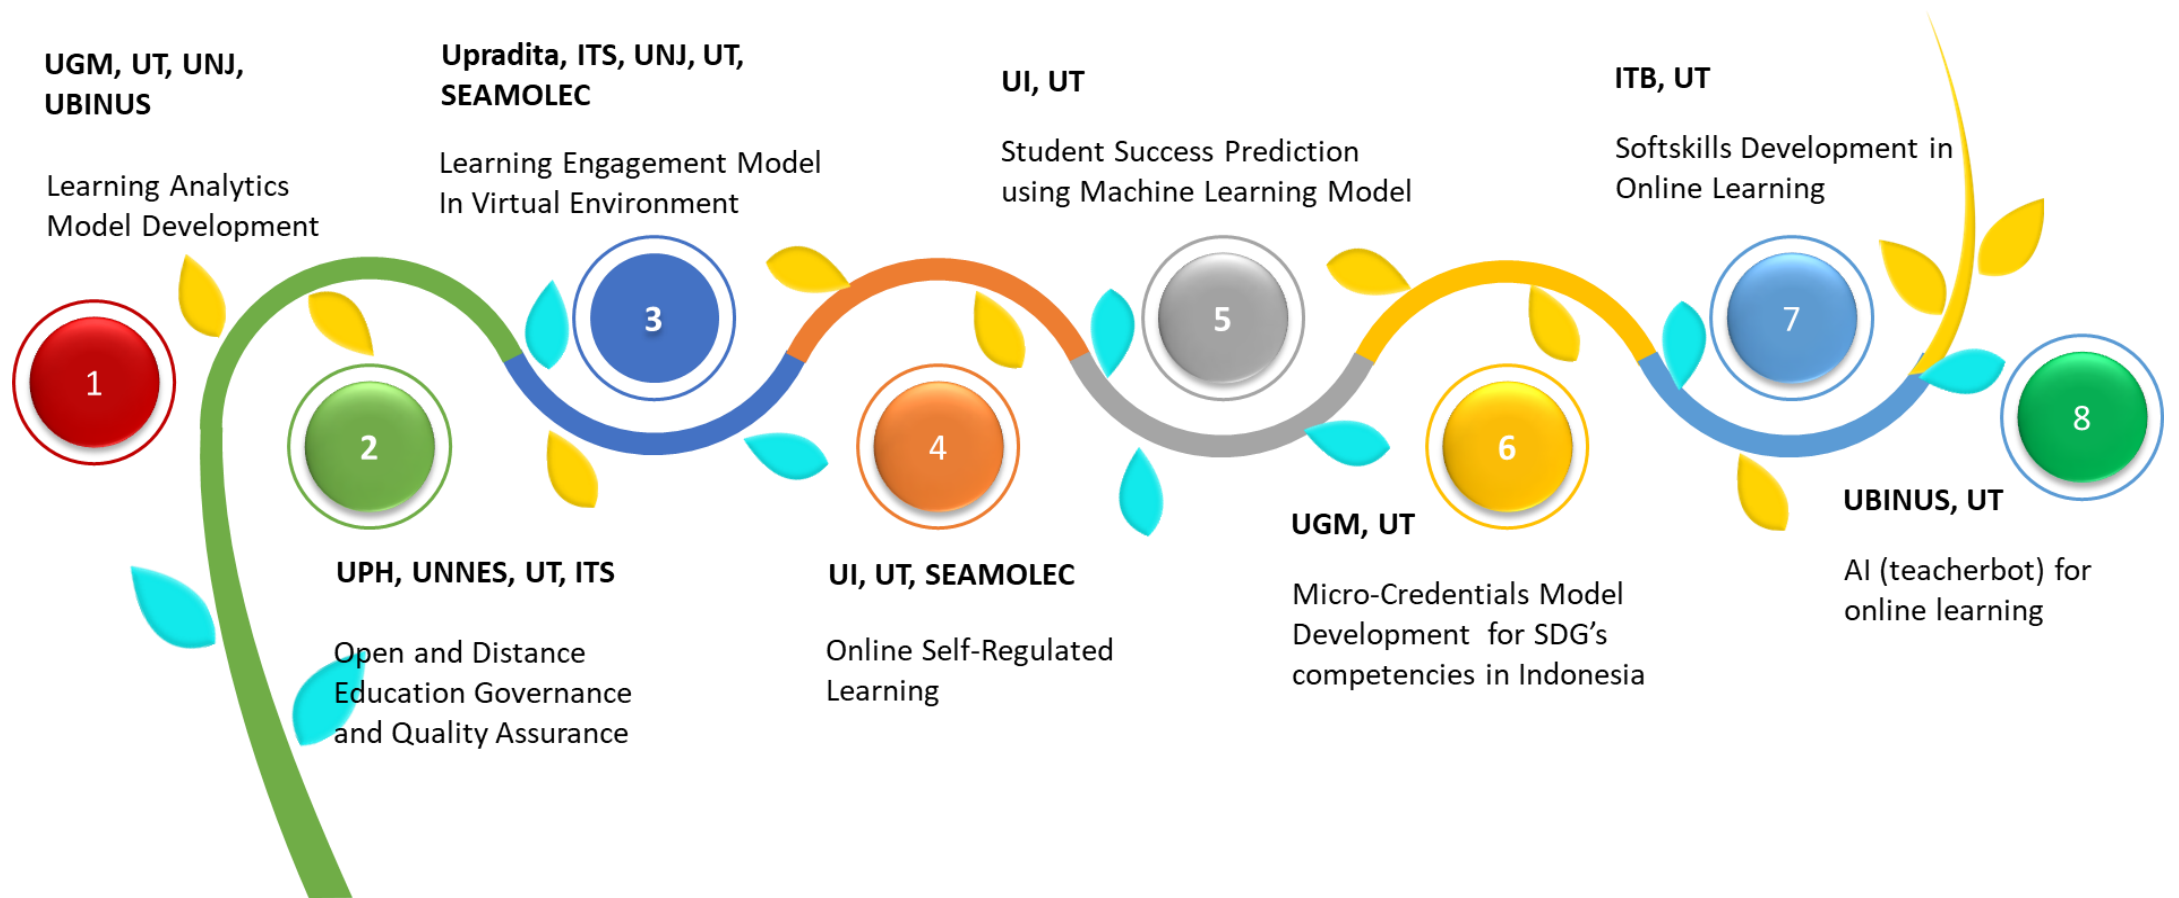 UGM, UT, UNJ,
UBINUS
Learning Analytics
Model Development
1
2
UPH, UNNES, UT, ITS
Open and Distance
Education Governance
and Quality Assurance
Upradita, ITS, UNJ, UT,
SEAMOLEC
Learning Engagement Model
In Virtual Environment
3
4
UI, UT, SEAMOLEC
Online Self-Regulated
Learning
UI, UT
Student Success Prediction
using Machine Learning Model
5
6
UGM, UT
Micro-Credentials Model
Development for SDG’s
competencies in Indonesia
ITB, UT
Softskills Development in
Online Learning
7
8
UBINUS, UT
AI (teacherbot) for
online learning